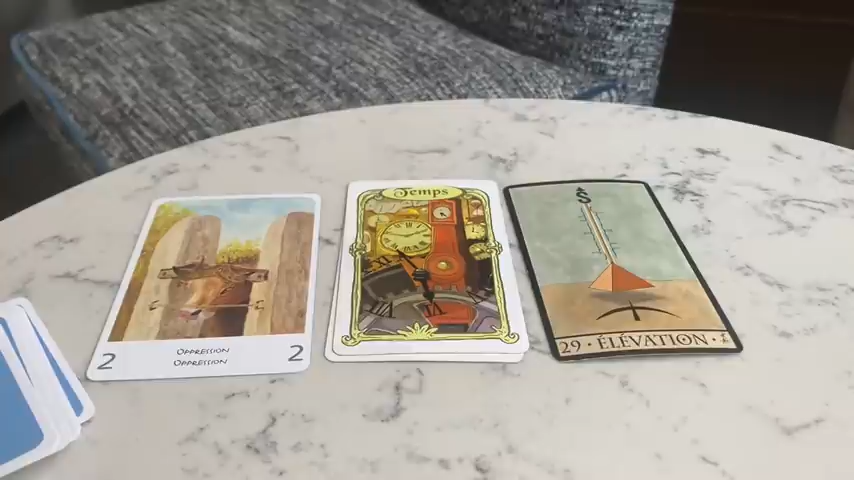 2
OPPRESSION
OPPRESSION
2
Temps
S
29 • ÉLÉVATION •